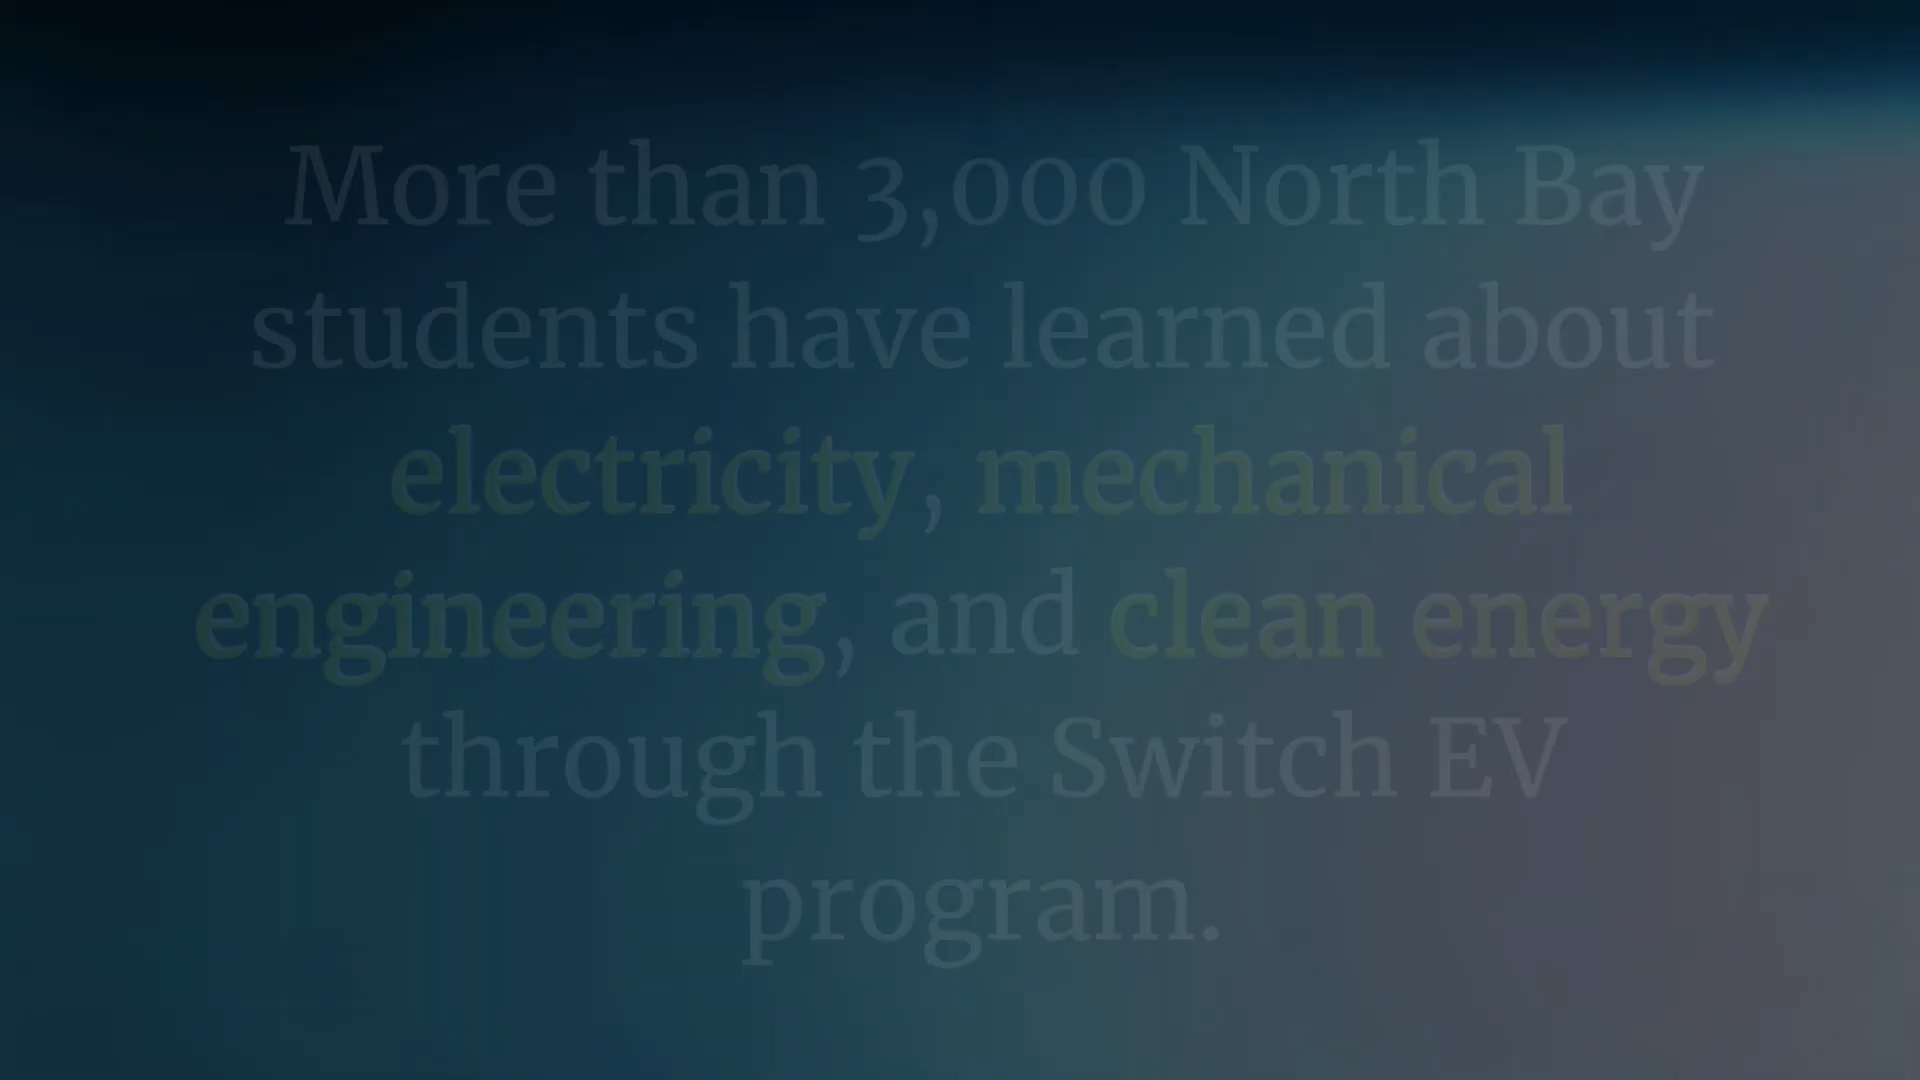 More than 3,000 North Bay
students have learned about
electricity, mechanical
engineering, and clean energy
through the Switch EV
program.